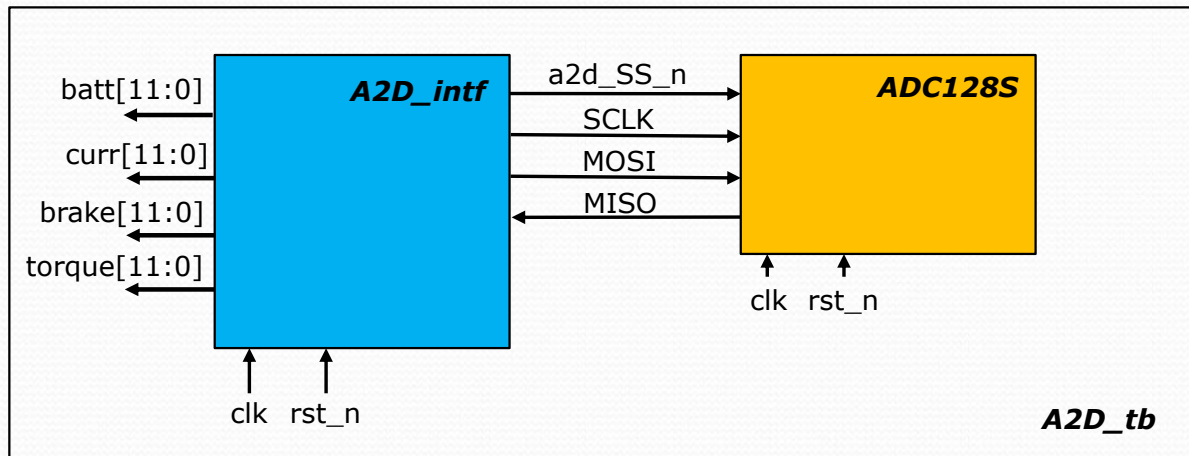 A2D_intf
ADC128S
a2d_SS_n
batt[11:0]
SCLK
curr[11:0]
MOSI
MISO
brake[11:0]
torque[11:0]
clk rst_n
clk rst_n
A2D_tb